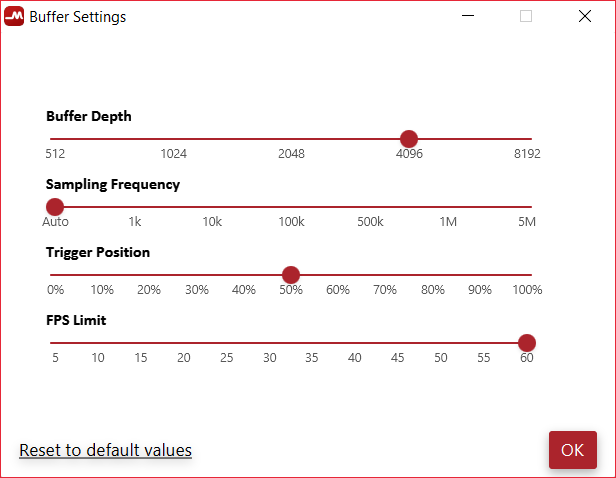 Buffer Settings
Buffer Depth
512 1024 2048 4096 8192
Sampling Frequency
Auto 1k 10k 100k 500k 1M 5M
Trigger Position
0% 10% 20% 30% 40% 50% 60% 70% 80% 90% 100%
FPS Limit
5 10 15 20 25 30 35 40 45 50 55 60
Reset to default values
OK